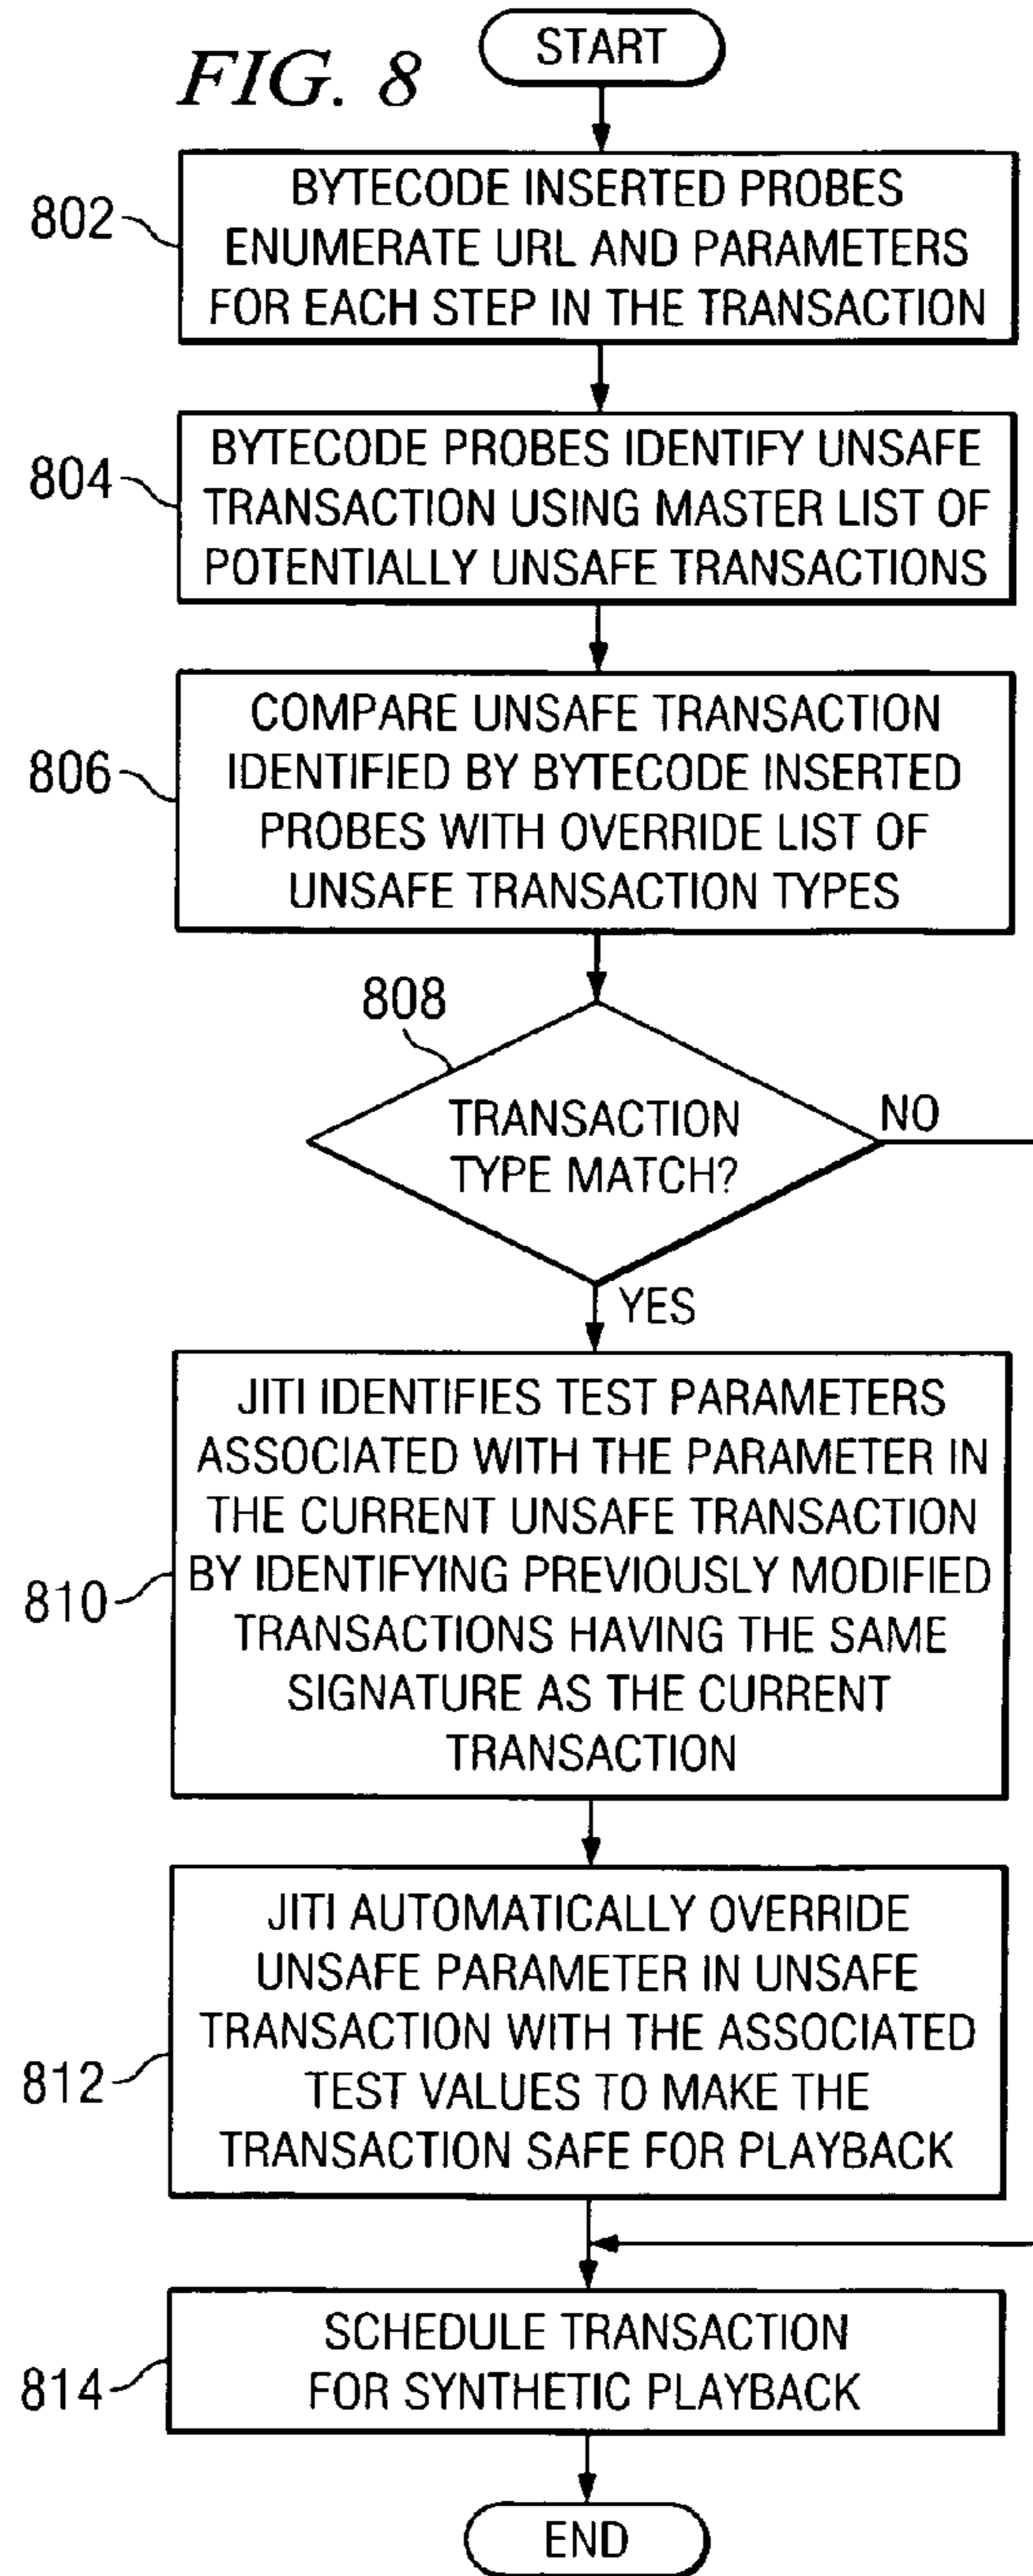 FIG. 8
START
802
BYTECODE INSERTED PROBES
ENUMERATE URL AND PARAMETERS
FOR EACH STEP IN THE TRANSACTION
804
BYTECODE PROBES IDENTIFY UNSAFE
TRANSACTION USING MASTER LIST OF
POTENTIALLY UNSAFE TRANSACTIONS
806
COMPARE UNSAFE TRANSACTION
IDENTIFIED BY BYTECODE INSERTED
PROBES WITH OVERRIDE LIST OF
UNSAFE TRANSACTION TYPES
808
TRANSACTION
TYPE MATCH?
NO
YES
810
JITI IDENTIFIES TEST PARAMETERS
ASSOCIATED WITH THE PARAMETER IN
THE CURRENT UNSAFE TRANSACTION
BY IDENTIFYING PREVIOUSLY MODIFIED
TRANSACTIONS HAVING THE SAME
SIGNATURE AS THE CURRENT
TRANSACTION
812
JITI AUTOMATICALLY OVERRIDE
UNSAFE PARAMETER IN UNSAFE
TRANSACTION WITH THE ASSOCIATED
TEST VALUES TO MAKE THE
TRANSACTION SAFE FOR PLAYBACK
814
SCHEDULE TRANSACTION
FOR SYNTHETIC PLAYBACK
END